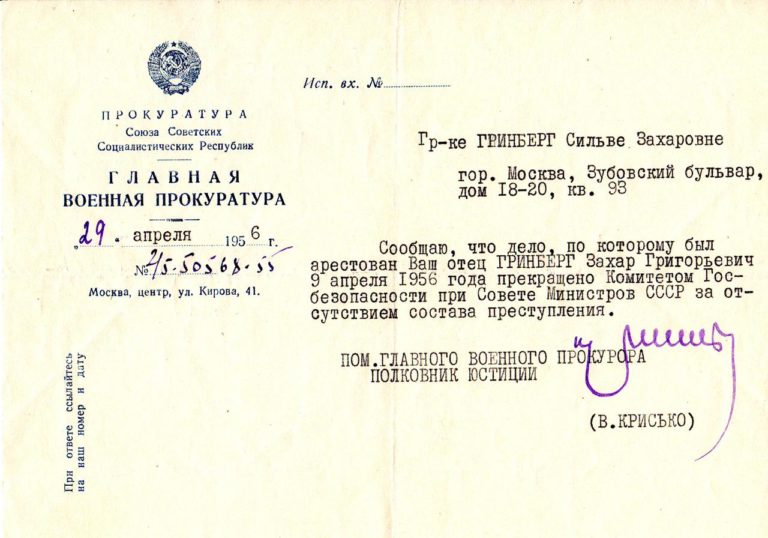 ПРОКУРАТУРА
Союза Советских
Социалистических Республик
ГЛАВНАЯ
ВОЕННАЯ ПРОКУРАТУРА
„29. апреля 1956 г.
№ 2/5-50568-55
Москва, центр, ул. Кирова, 41.
При ответе ссылайтесь
на наш номер и дату
Исп. вх. №
Гр-ке ГРИНБЕРГ Сильве Захаровне
гор. Москва, Зубовский бульвар,
дом 18-20, кв. 93
Сообщаю, что дело, по которому был
арестован Ваш отец ГРИНБЕРГ Захар Григорьевич
9 апреля 1956 года прекращено Комитетом Гос-
безопасности при Совете Министров СССР за от-
сутствием состава преступления.
ПОМ.ГЛАВНОГО ВОЕННОГО ПРОКУРОРА
ПОЛКОВНИК ЮСТИЦИИ
(В.КРИСЬКО)